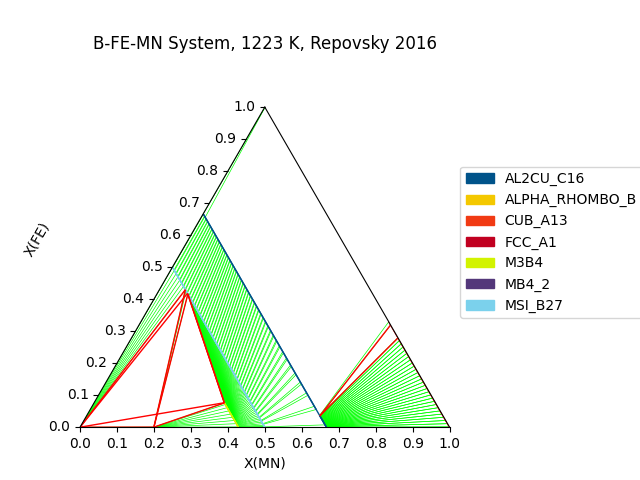 B-FE-MN System, 1223 K, Repovsky 2016
1.0
0.9
0.8
0.7
0.6
0.5
0.4
0.3
0.2
0.1
0.0
X(FE)
0.0 0.1 0.2 0.3 0.4 0.5 0.6 0.7 0.8 0.9 1.0
X(MN)
AL2CU_C16
ALPHA_RHOMBO_B
CUB_A13
FCC_A1
M3B4
MB4_2
MSI_B27